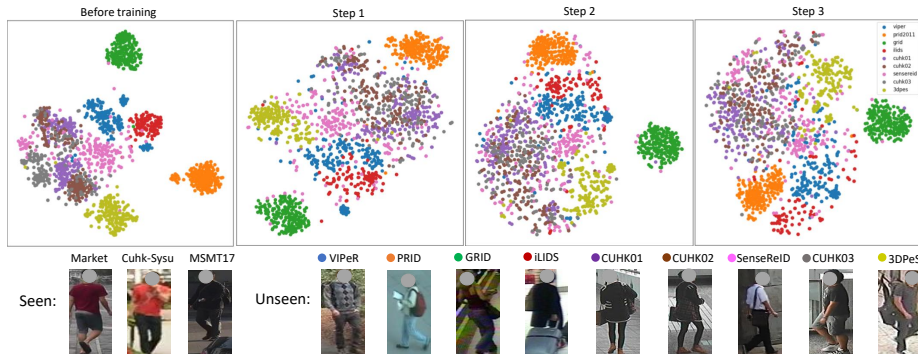 Before training
Step 1
Step 2
Step 3
viper
prid2011
grid
ilids
cuhk01
cuhk02
sensereid
cuhk03
3dpes
Market Cuhk-Sysu MSMT17
VIPeR PRID GRID iLIDS CUHK01 CUHK02 SenseReID CUHK03 3DPeS
Seen:
Unseen: